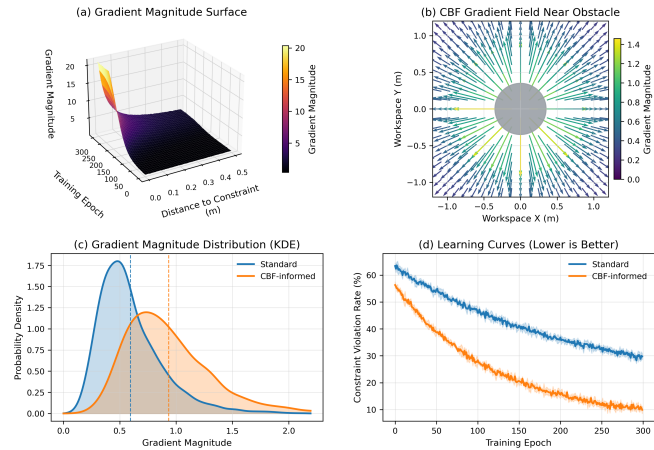 (a) Gradient Magnitude Surface
Gradient Magnitude
20
15
10
5
300
250
200
150
100
50
0
Training Epoch
0.0
0.1
0.2
0.3
0.4
0.5
Distance to Constraint
(m)
20
15
10
5
Gradient Magnitude
(b) CBF Gradient Field Near Obstacle
Workspace Y (m)
1.0
0.5
0.0
−0.5
−1.0
−1.0 −0.5 0.0 0.5 1.0
Workspace X (m)
1.4
1.2
1.0
0.8
0.6
0.4
0.2
0.0
Gradient Magnitude
(c) Gradient Magnitude Distribution (KDE)
Standard
CBF-informed
Probability Density
1.75
1.50
1.25
1.00
0.75
0.50
0.25
0.00
0.0 0.5 1.0 1.5 2.0
Gradient Magnitude
(d) Learning Curves (Lower is Better)
Standard
CBF-informed
Constraint Violation Rate (%)
60
50
40
30
20
10
0 50 100 150 200 250 300
Training Epoch